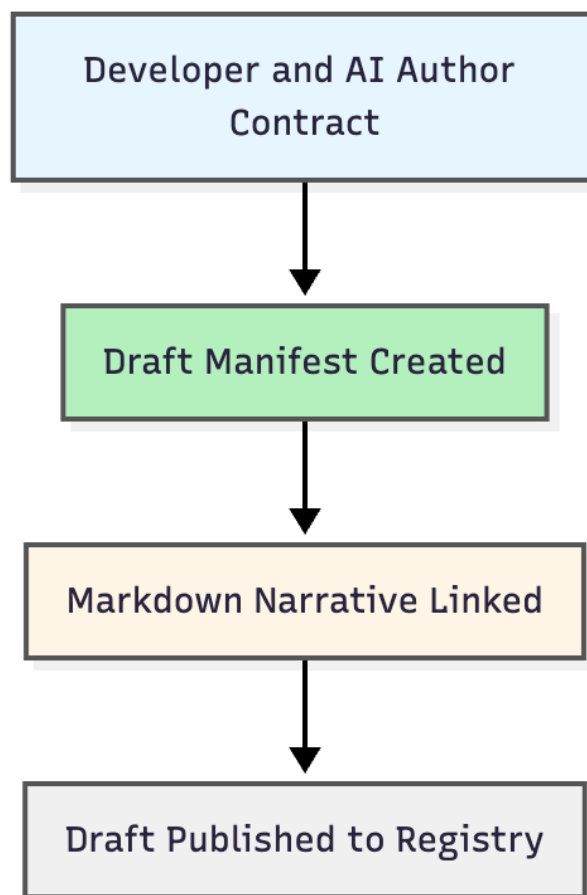 Developer and AI Author
Contract
Draft Manifest Created
Markdown Narrative Linked
Draft Published to Registry